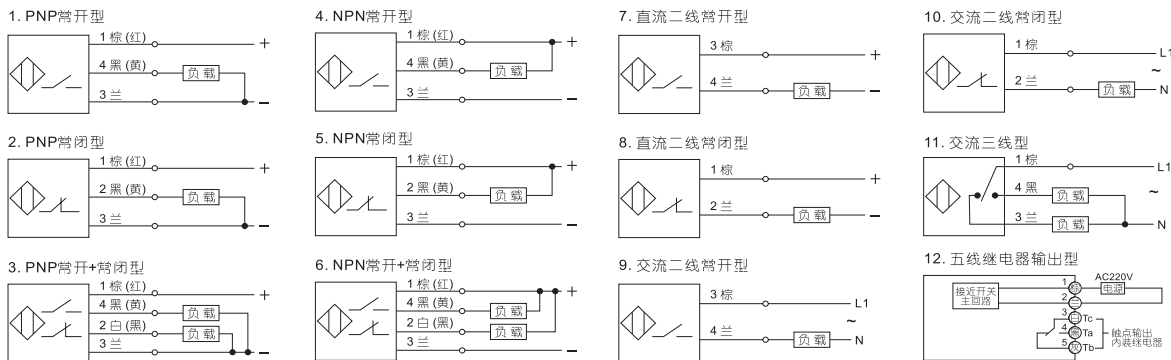 1. PNP常开型
1 棕 (红)
+
4 黑 (黄)
负 载
3 兰
−
2. PNP常闭型
1 棕 (红)
+
2 黑 (黄)
负 载
3 兰
−
3. PNP常开+常闭型
1 棕 (红)
+
4 黑 (黄)
负 载
2 白 (黑)
负 载
3 兰
−
4. NPN常开型
1 棕 (红)
+
4 黑 (黄)
负 载
3 兰
−
5. NPN常闭型
1 棕 (红)
+
2 黑 (黄)
负 载
3 兰
−
6. NPN常开+常闭型
1 棕 (红)
+
4 黑 (黄)
负 载
2 白 (黑)
负 载
3 兰
−
7. 直流二线常开型
3 棕
+
4 兰
负 载
−
8. 直流二线常闭型
1 棕
+
2 兰
负 载
−
9. 交流二线常开型
3 棕
L1
~
4 兰
负 载
N
10. 交流二线常闭型
1 棕
L1
~
2 兰
负 载
N
11. 交流三线型
1 棕
L1
4 黑
负 载
~
3 兰
负 载
N
12. 五线继电器输出型
接近开关
主回路
1 棕
AC220V
电源
2 兰
3 白 Tc
4 黑 Ta
5 灰 Tb
触点输出
内装继电器